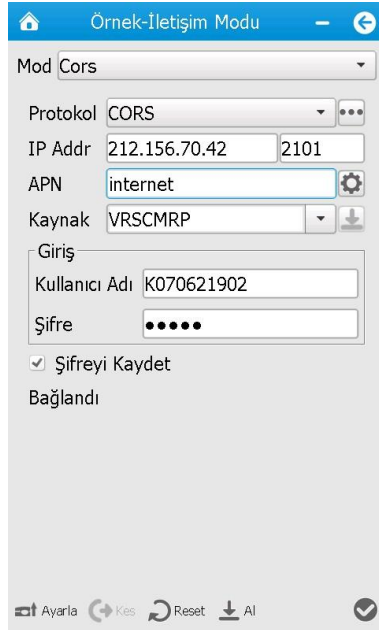 Örnek-İletişim Modu
Mod Cors
Protokol CORS
IP Addr 212.156.70.42 2101
APN internet
Kaynak VRSCMRP
Giriş
Kullanıcı Adı K070621902
Şifre ●●●●●
Şifreyi Kaydet
Bağlandı
Ayarla Kes Reset Al